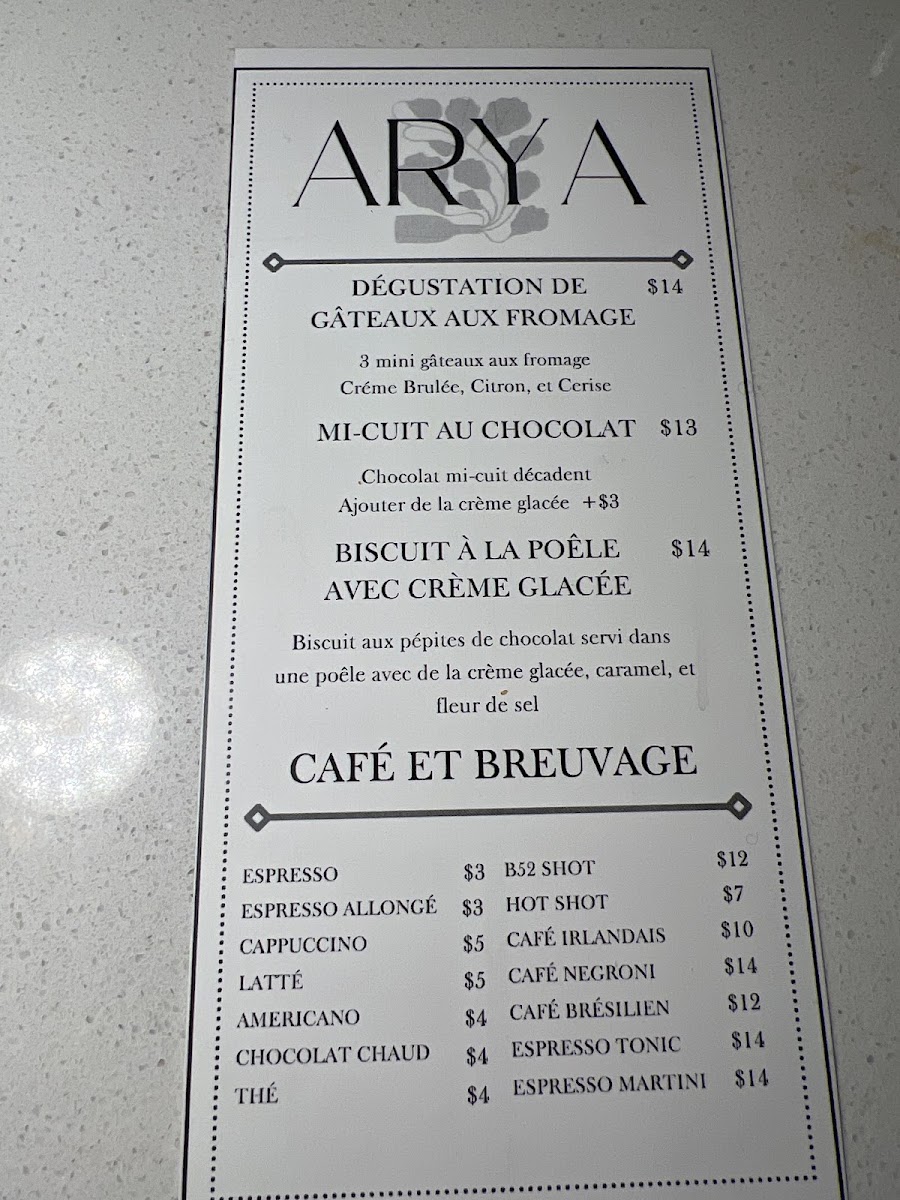 ARYA
DÉGUSTATION DE $14
GÂTEAUX AUX FROMAGE
3 mini gâteaux aux fromage
Créme Brulée, Citron, et Cerise
MI-CUIT AU CHOCOLAT $13
.Chocolat mi-cuit décadent
Ajouter de la crème glacée +$3
BISCUIT À LA POÊLE $14
AVEC CRÈME GLACÉE
Biscuit aux pépites de chocolat servi dans
une poêle avec de la crème glacée, caramel, et
fleur de sel
CAFÉ ET BREUVAGE
ESPRESSO $3 B52 SHOT $12
ESPRESSO ALLONGÉ $3 HOT SHOT $7
CAPPUCCINO $5 CAFÉ IRLANDAIS $10
LATTÉ $5 CAFÉ NEGRONI $14
AMERICANO $4 CAFÉ BRÉSILIEN $12
CHOCOLAT CHAUD $4 ESPRESSO TONIC $14
THÉ $4 ESPRESSO MARTINI $14